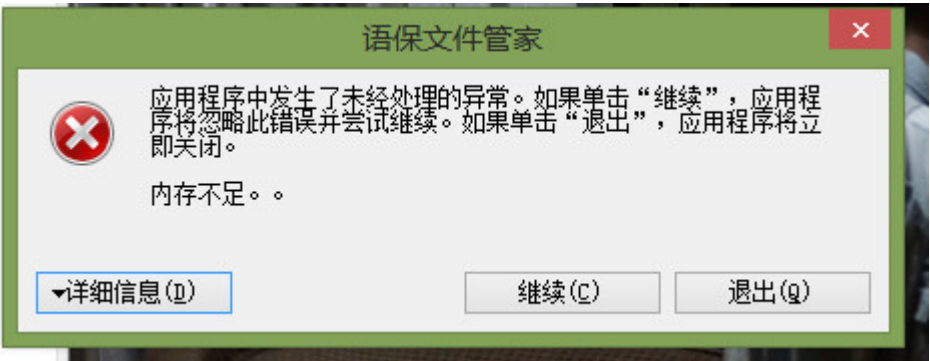 语保文件管家
×
应用程序中发生了未经处理的异常。如果单击“继续”，应用程
序将忽略此错误并尝试继续。如果单击“退出”，应用程序将立
即关闭。
内存不足。。
▾详细信息(D)
继续(C)
退出(Q)